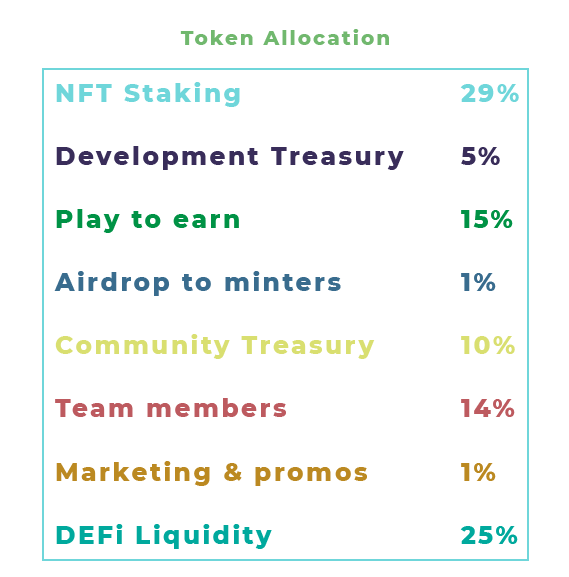 Token Allocation
NFT Staking 29%
Development Treasury 5%
Play to earn 15%
Airdrop to minters 1%
Community Treasury 10%
Team members 14%
Marketing & promos 1%
DEFi Liquidity 25%